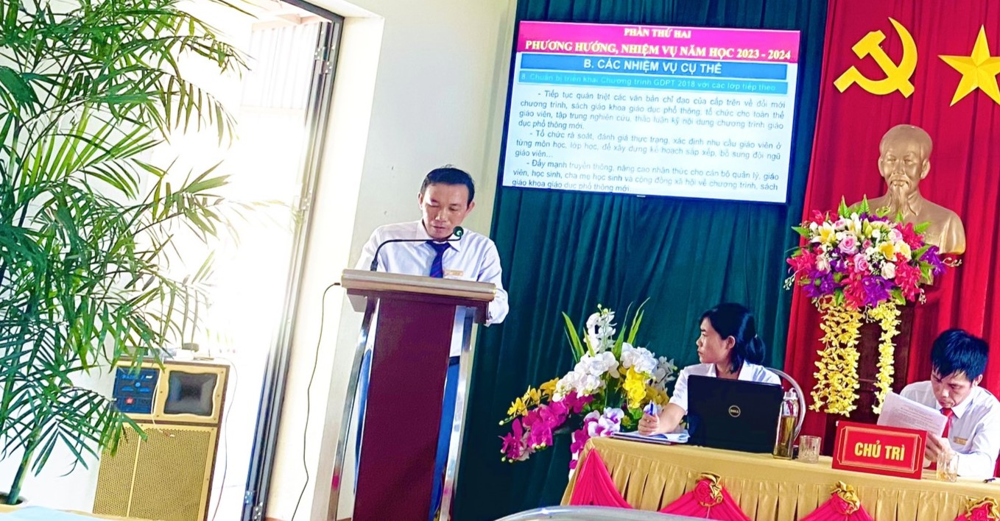 PHẦN THỨ HAI
PHƯƠNG HƯỚNG, NHIỆM VỤ NĂM HỌC 2023 - 2024
B. CÁC NHIỆM VỤ CỤ THỂ
8. Chuẩn bị triển khai Chương trình GDPT 2018 với các lớp tiếp theo
- Tiếp tục quán triệt các văn bản chỉ đạo của cấp trên về đổi mới
chương trình, sách giáo khoa giáo dục phổ thông; tổ chức cho toàn thể
giáo viên, tập trung nghiên cứu, thảo luận kỹ nội dung chương trình giáo
dục phổ thông mới.
- Tổ chức rà soát, đánh giá thực trạng, xác định nhu cầu giáo viên ở
từng môn học, lớp học, để xây dựng kế hoạch sắp xếp, bổ sung đội ngũ
giáo viên...
- Đẩy mạnh truyền thông, nâng cao nhận thức cho cán bộ quản lý, giáo
viên, học sinh, cha mẹ học sinh và cộng đồng xã hội về chương trình, sách
giáo khoa giáo dục phổ thông mới
DELL
CHỦ TRÌ